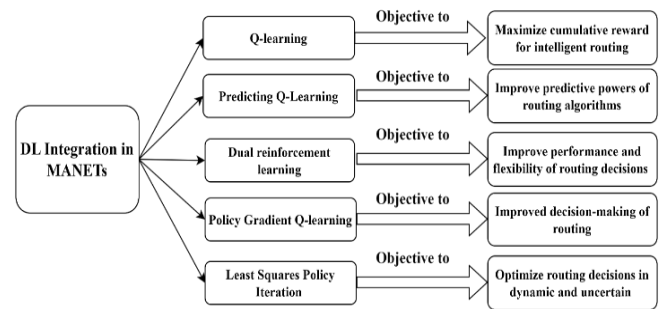 DL Integration in
MANETs
Q-learning
Objective to
Maximize cumulative reward
for intelligent routing
Predicting Q-Learning
Objective to
Improve predictive powers of
routing algorithms
Dual reinforcement
learning
Objective to
Improve performance and
flexibility of routing decisions
Policy Gradient Q-learning
Objective to
Improved decision-making of
routing
Least Squares Policy
Iteration
Objective to
Optimize routing decisions in
dynamic and uncertain